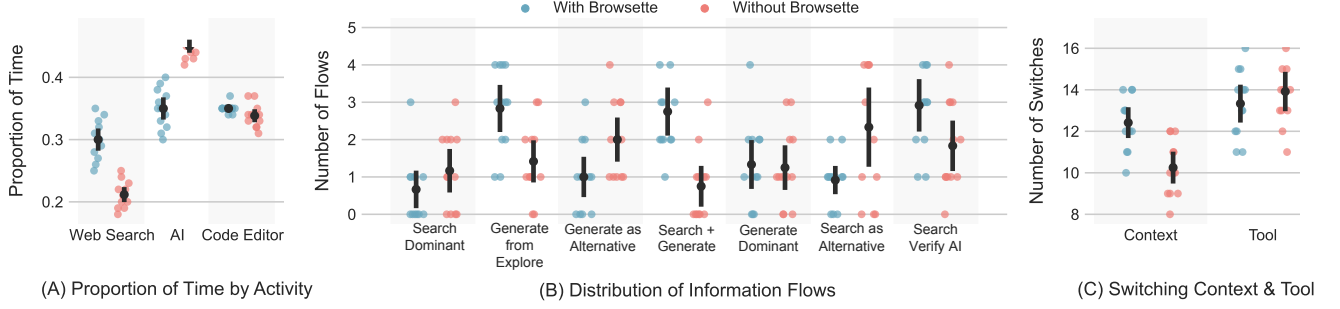 With Browsette
Without Browsette
Proportion of Time
0.4
0.3
0.2
Web Search
AI
Code Editor
(A) Proportion of Time by Activity
Number of Flows
5
4
3
2
1
0
Search
Dominant
Generate
from
Explore
Generate as
Alternative
Search +
Generate
Generate
Dominant
Search as
Alternative
Search
Verify AI
(B) Distribution of Information Flows
Number of Switches
16
14
12
10
8
Context
Tool
(C) Switching Context & Tool